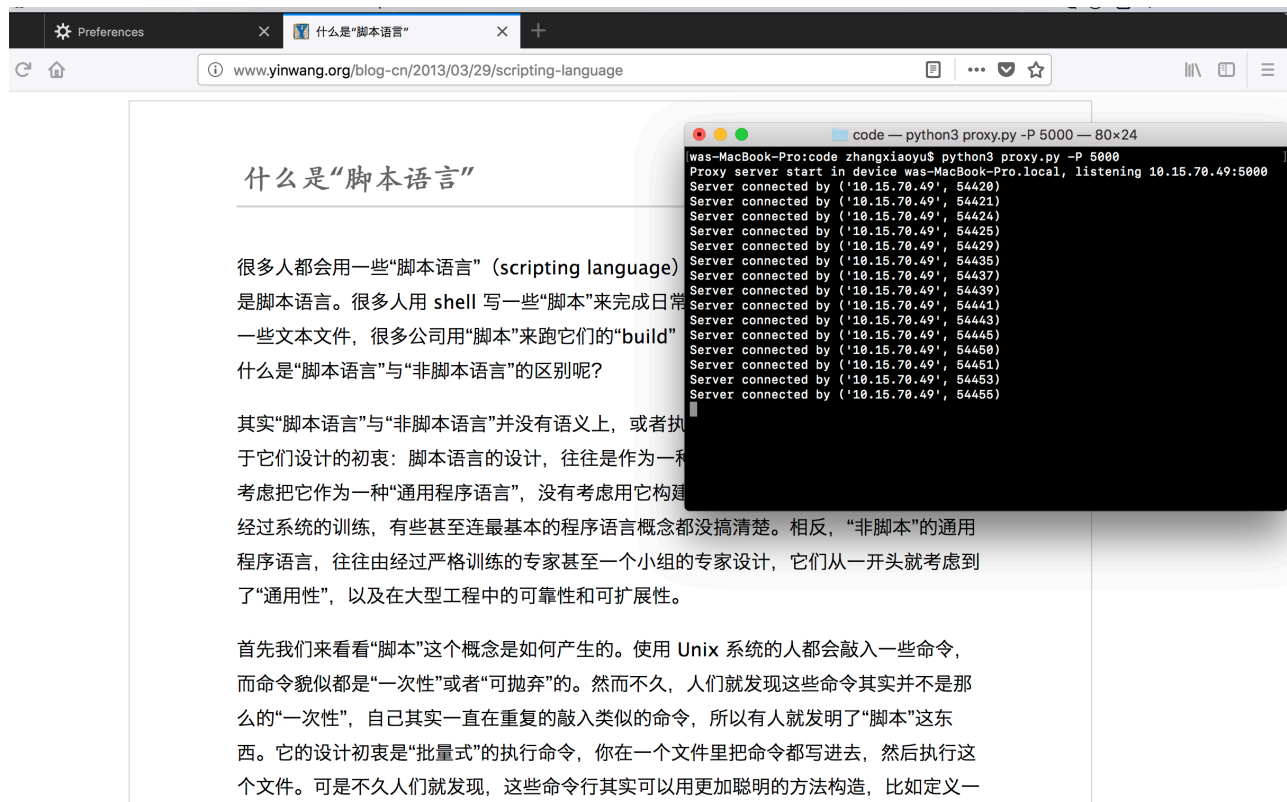 Preferences
什么是“脚本语言”
www.yinwang.org/blog-cn/2013/03/29/scripting-language
什么是“脚本语言”
很多人都会用一些“脚本语言”（scripting language）
是脚本语言。很多人用 shell 写一些“脚本”来完成日常
一些文本文件，很多公司用“脚本”来跑它们的“build”
什么是“脚本语言”与“非脚本语言”的区别呢？
其实“脚本语言”与“非脚本语言”并没有语义上，或者执
于它们设计的初衷：脚本语言的设计，往往是作为一种
考虑把它作为一种“通用程序语言”，没有考虑用它构建
经过系统的训练，有些甚至连最基本的程序语言概念都没搞清楚。相反，“非脚本”的通用
程序语言，往往由经过严格训练的专家甚至一个小组的专家设计，它们从一开头就考虑到
了“通用性”，以及在大型工程中的可靠性和可扩展性。
首先我们来看看“脚本”这个概念是如何产生的。使用 Unix 系统的人都会敲入一些命令，
而命令貌似都是“一次性”或者“可抛弃”的。然而不久，人们就发现这些命令其实并不是那
么的“一次性”，自己其实一直在重复的敲入类似的命令，所以有人就发明了“脚本”这东
西。它的设计初衷是“批量式”的执行命令，你在一个文件里把命令都写进去，然后执行这
个文件。可是不久人们就发现，这些命令行其实可以用更加聪明的方法构造，比如定义一
code — python3 proxy.py -P 5000 — 80×24
[was-MacBook-Pro:code zhangxiaoyu$ python3 proxy.py -P 5000 ]
Proxy server start in device was-MacBook-Pro.local, listening 10.15.70.49:5000
Server connected by ('10.15.70.49', 54420)
Server connected by ('10.15.70.49', 54421)
Server connected by ('10.15.70.49', 54424)
Server connected by ('10.15.70.49', 54425)
Server connected by ('10.15.70.49', 54429)
Server connected by ('10.15.70.49', 54435)
Server connected by ('10.15.70.49', 54437)
Server connected by ('10.15.70.49', 54439)
Server connected by ('10.15.70.49', 54441)
Server connected by ('10.15.70.49', 54443)
Server connected by ('10.15.70.49', 54445)
Server connected by ('10.15.70.49', 54450)
Server connected by ('10.15.70.49', 54451)
Server connected by ('10.15.70.49', 54453)
Server connected by ('10.15.70.49', 54455)